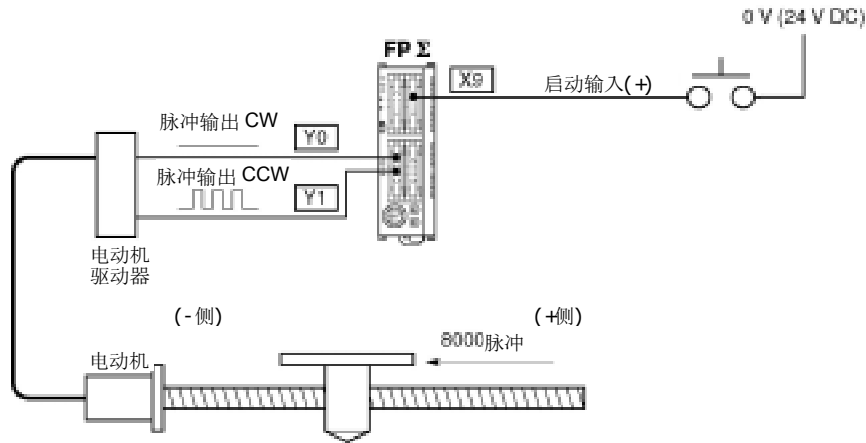 0 V (24 V DC)
FP Σ
X9
启动输入(+)
脉冲输出 CW
Y0
脉冲输出 CCW
Y1
电动机
驱动器
(-侧)
(+侧)
8000脉冲
电动机